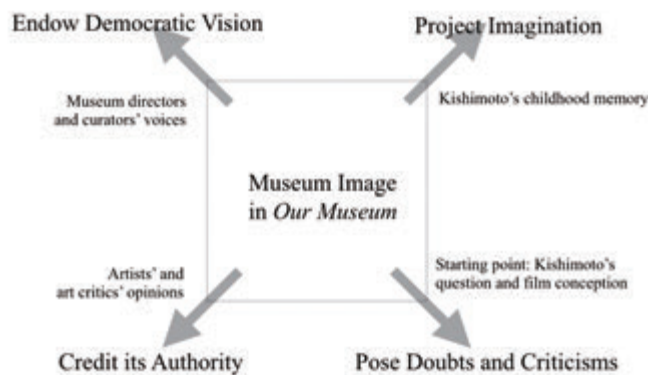 Endow Democratic Vision
Project Imagination
Museum directors
and curators' voices
Kishimoto's childhood memory
Museum Image
in Our Museum
Artists' and
art critics' opinions
Starting point: Kishimoto's
question and film conception
Credit its Authority
Pose Doubts and Criticisms